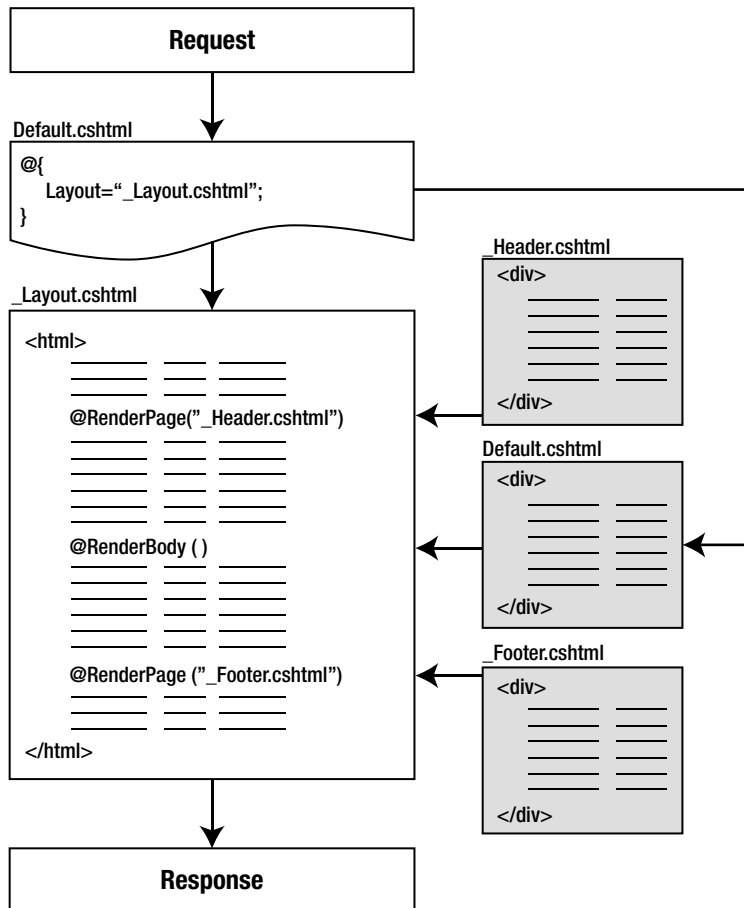 Request
Default.cshtml
@{
Layout=“_Layout.cshtml”;
}
_Layout.cshtml
<html>
@RenderPage(”_Header.cshtml”)
@RenderBody ( )
@RenderPage (”_Footer.cshtml”)
</html>
_Header.cshtml
<div>
</div>
Default.cshtml
<div>
</div>
_Footer.cshtml
<div>
</div>
Response